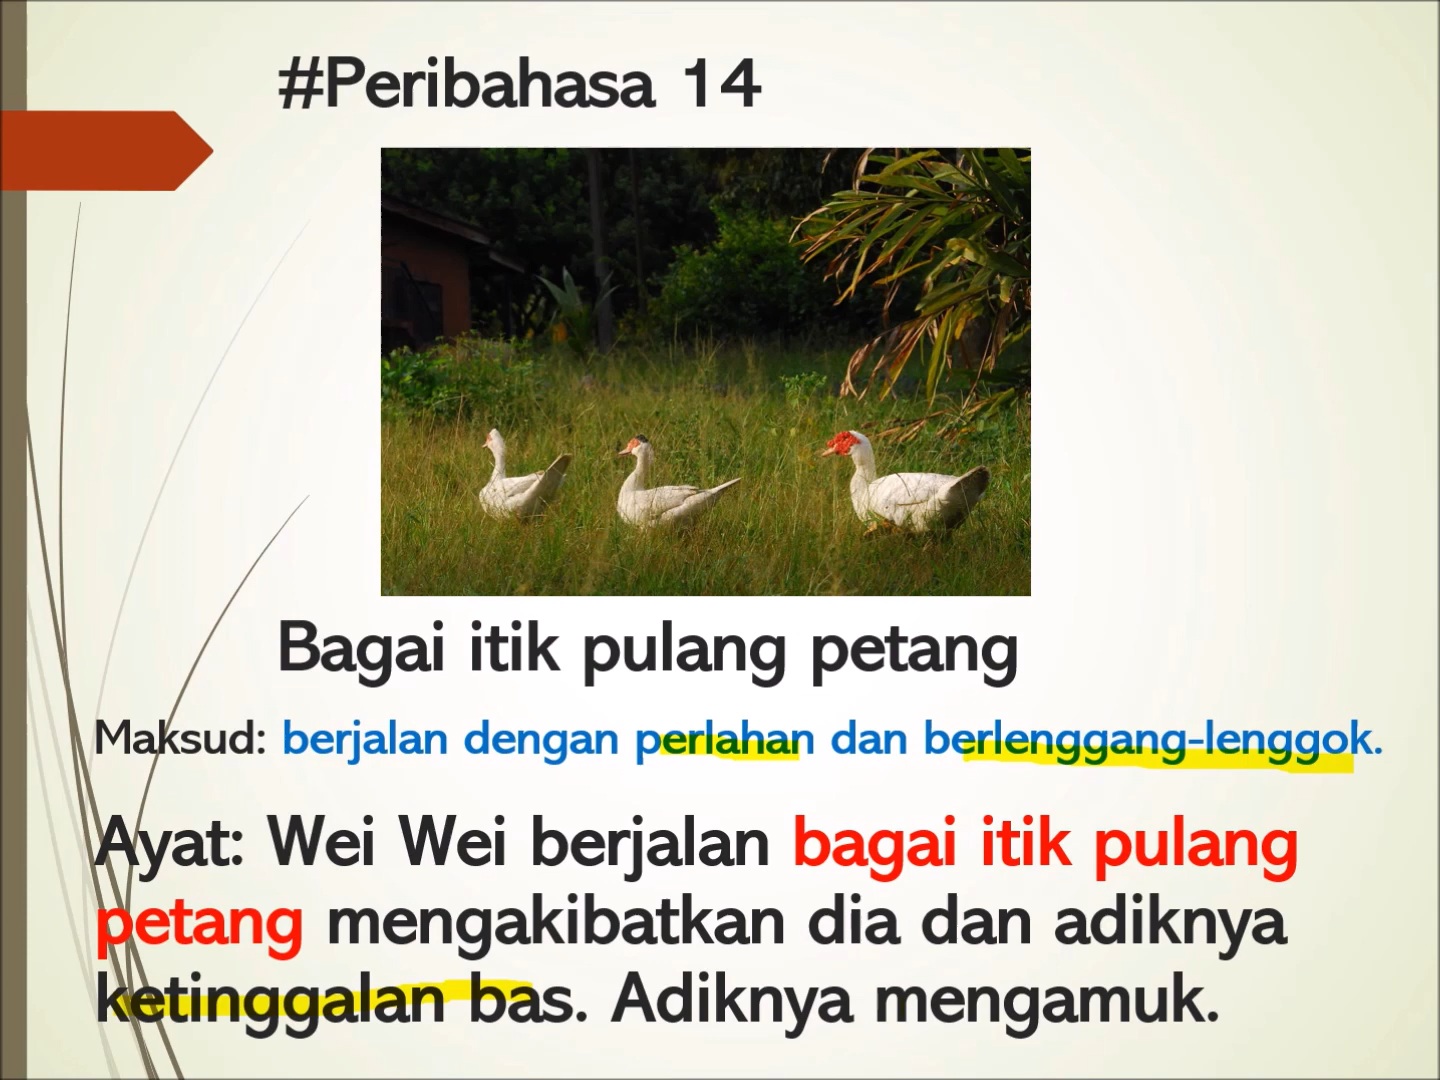 #Peribahasa 14
Bagai itik pulang petang
Maksud: berjalan dengan perlahan dan berlenggang-lenggok.
Ayat: Wei Wei berjalan bagai itik pulang
petang mengakibatkan dia dan adiknya
ketinggalan bas. Adiknya mengamuk.